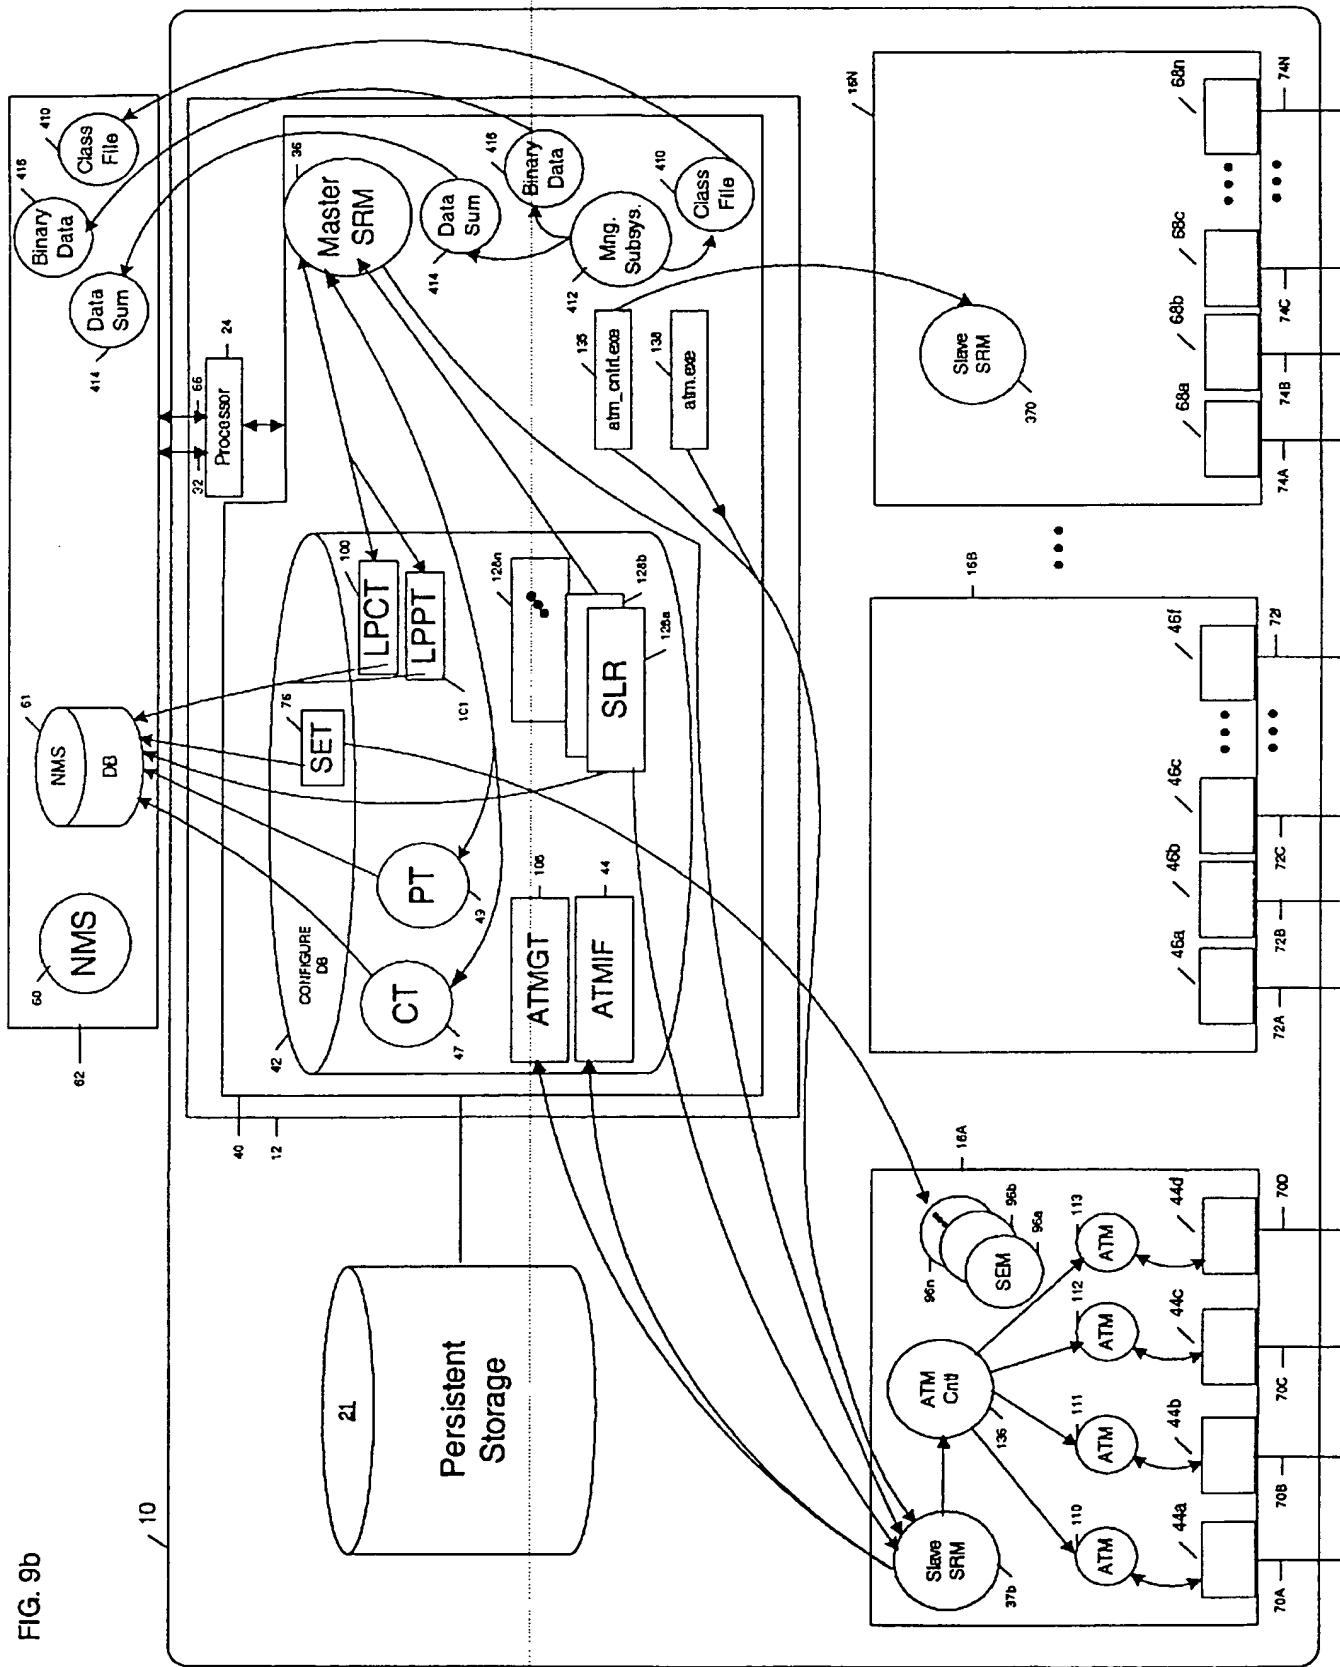 FIG. 9b
10
62
60
NMS
61
NMS
DB
414
Data
Sum
416
Binary
Data
410
Class
File
21
Persistent
Storage
40
12
32
66
Processor
24
42
CONFIGURE
DB
CT
47
PT
49
SET
76
LPCT
100
LPPT
101
Master
SRM
36
ATMGT
108
ATMIF
44
SLR
128a
128b
128n
Data
Sum
414
Binary
Data
416
Mng.
Subsys.
412
Class
File
410
atm_cntrl.exe
135
atm.exe
138
16A
Slave
SRM
37b
ATM
Cntl
136
SEM
96a
96b
96n
ATM
110
ATM
111
ATM
112
ATM
113
44a
44b
44c
44d
70A
70B
70C
70D
16B
46a
46b
46c
46f
72A
72B
72C
72f
16N
Slave
SRM
370
68a
68b
68c
68n
74A
74B
74C
74N